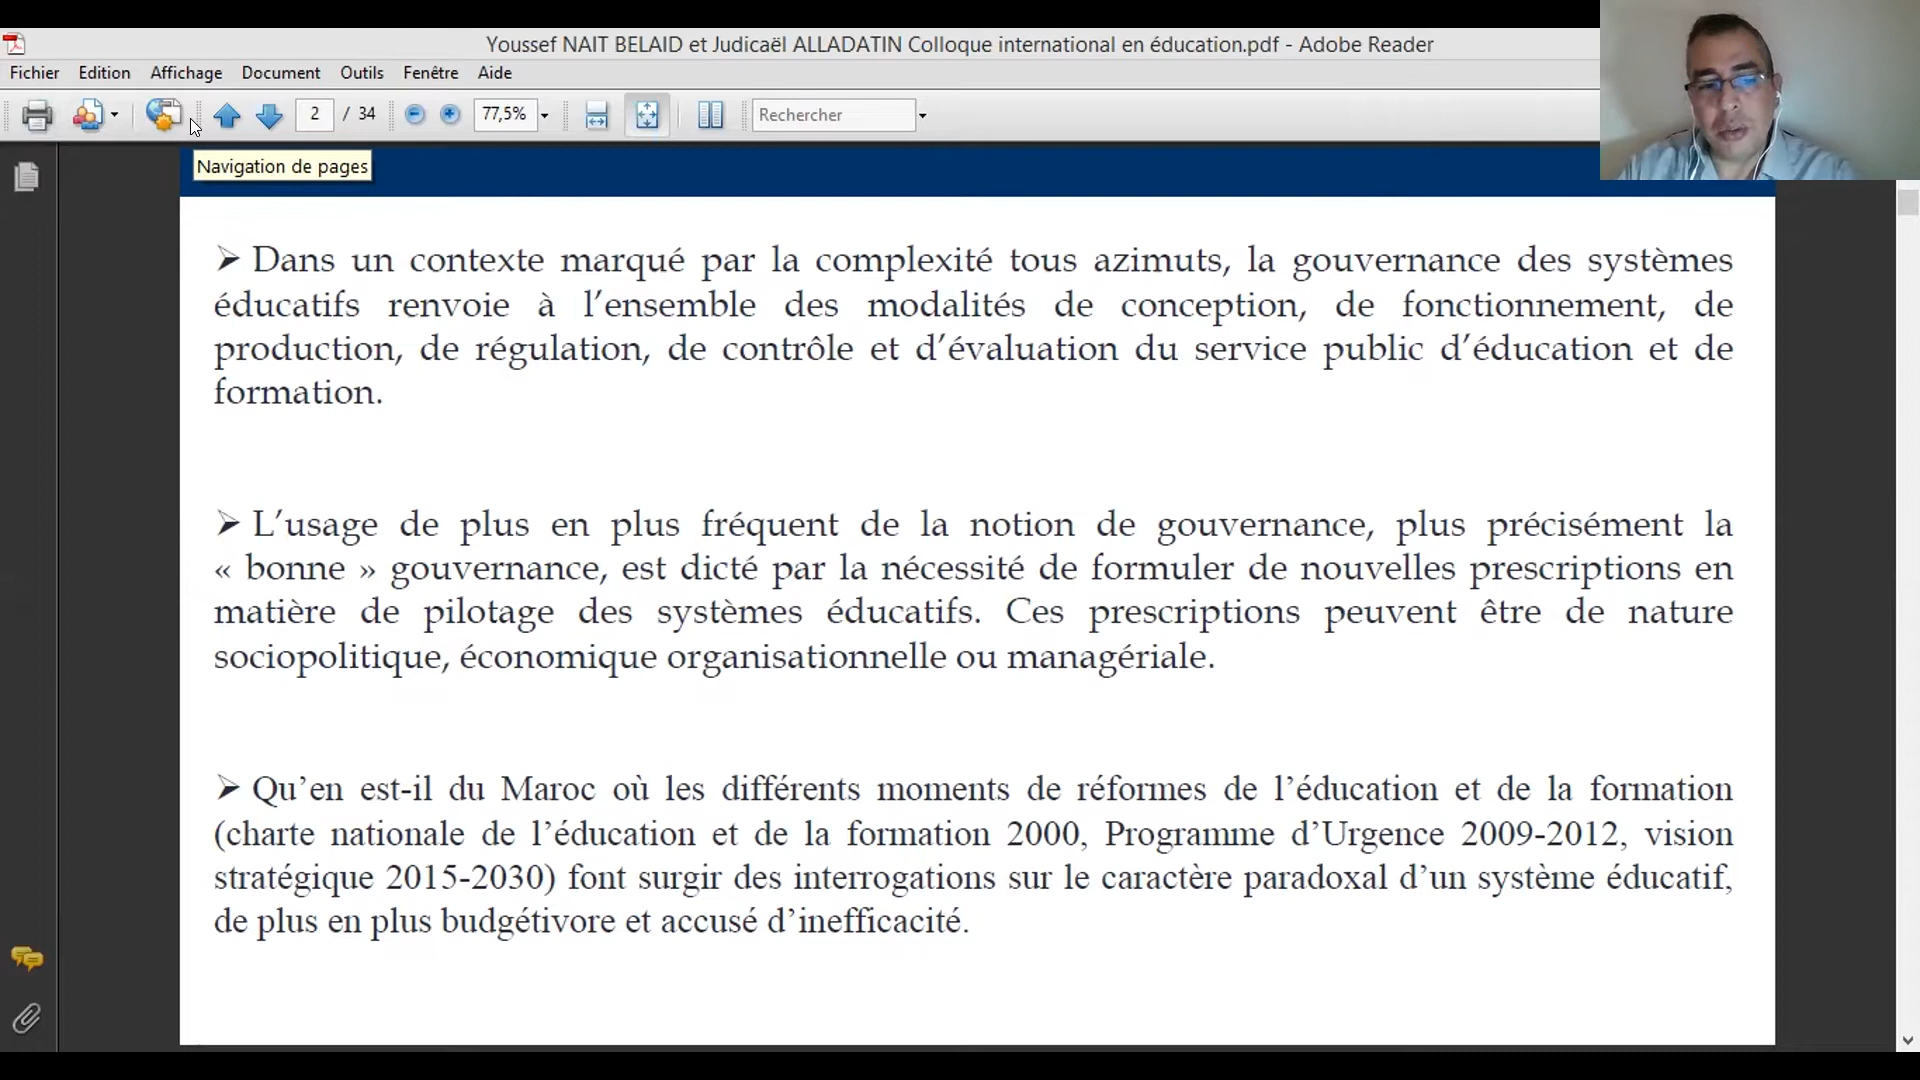 Youssef NAIT BELAID et Judicaël ALLADATIN Colloque international en éducation.pdf - Adobe Reader
Fichier Edition Affichage Document Outils Fenêtre Aide
2 / 34 77,5% Rechercher
Navigation de pages
➢ Dans un contexte marqué par la complexité tous azimuts, la gouvernance des systèmes
éducatifs renvoie à l’ensemble des modalités de conception, de fonctionnement, de
production, de régulation, de contrôle et d’évaluation du service public d’éducation et de
formation.
➢ L’usage de plus en plus fréquent de la notion de gouvernance, plus précisément la
« bonne » gouvernance, est dicté par la nécessité de formuler de nouvelles prescriptions en
matière de pilotage des systèmes éducatifs. Ces prescriptions peuvent être de nature
sociopolitique, économique organisationnelle ou managériale.
➢ Qu’en est-il du Maroc où les différents moments de réformes de l’éducation et de la formation
(charte nationale de l’éducation et de la formation 2000, Programme d’Urgence 2009-2012, vision
stratégique 2015-2030) font surgir des interrogations sur le caractère paradoxal d’un système éducatif,
de plus en plus budgétivore et accusé d’inefficacité.